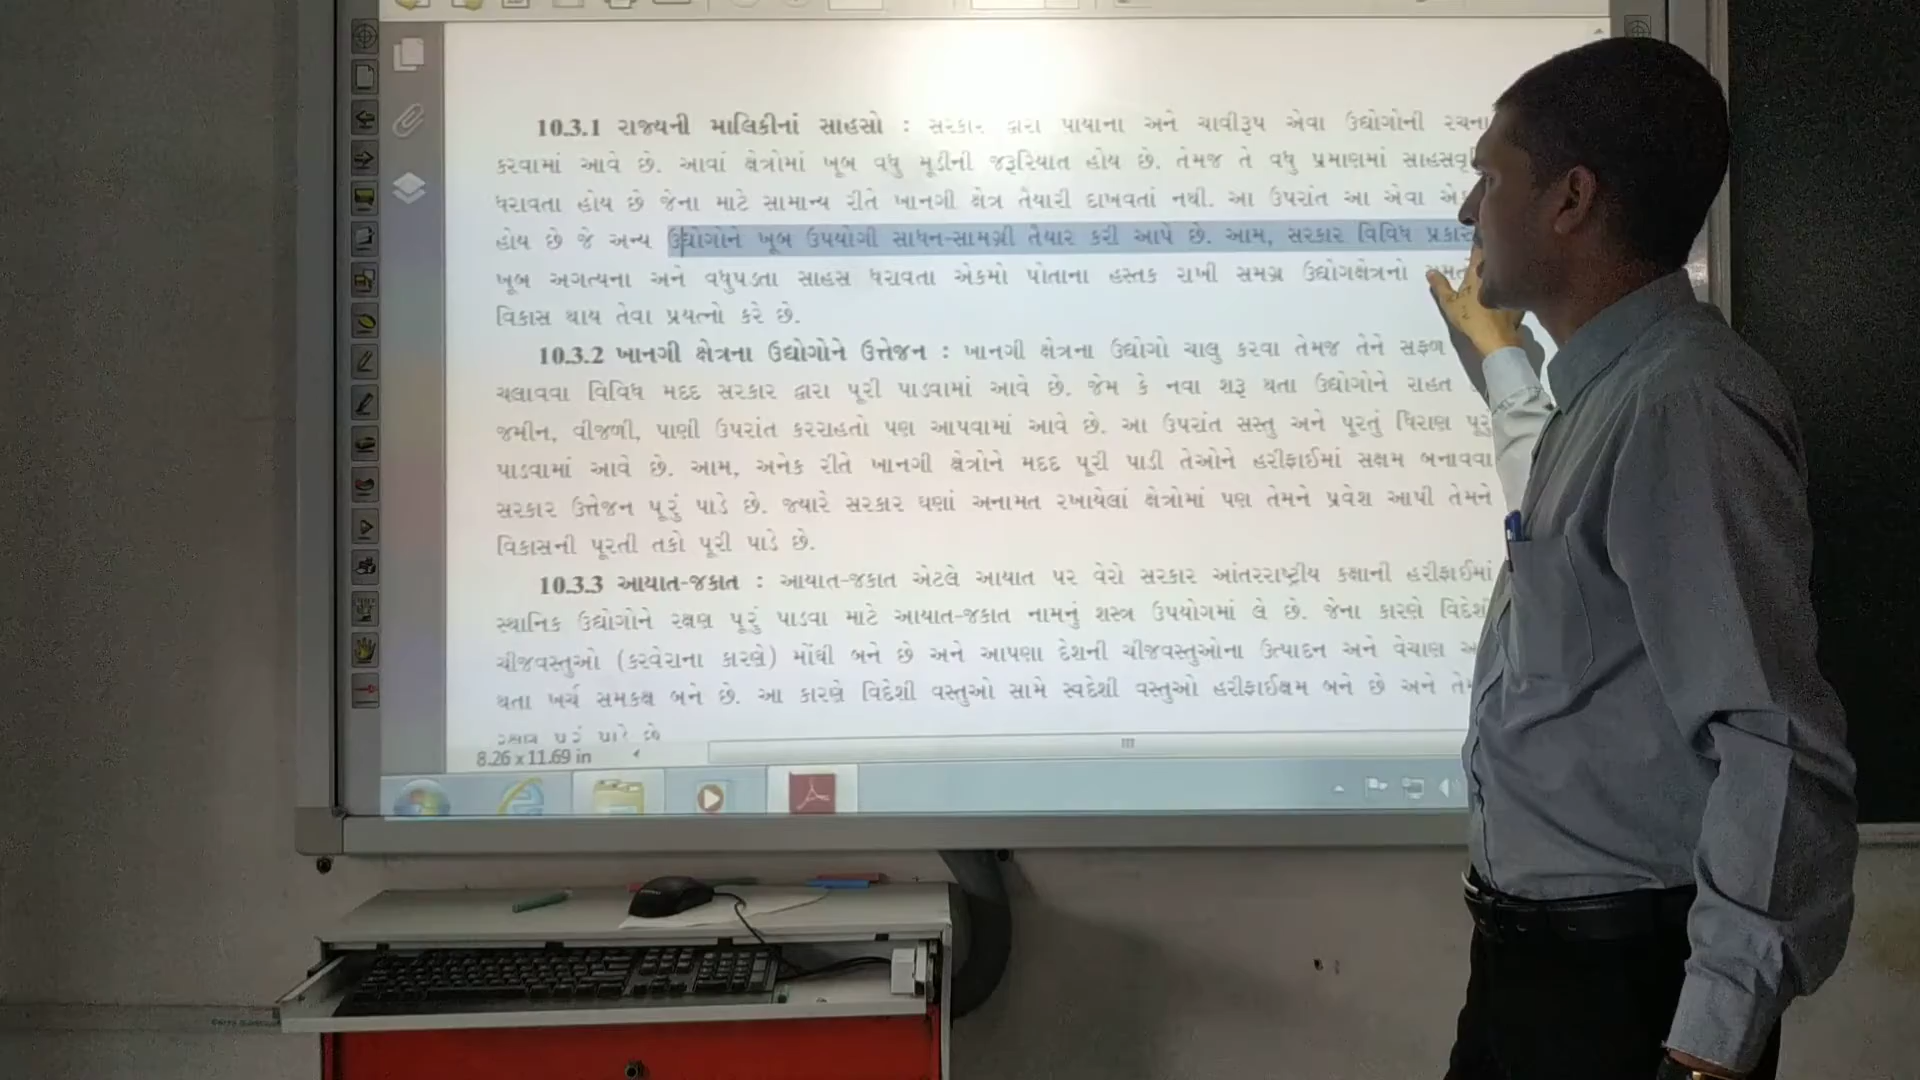 10.3.1 રાજ્યની માલિકીનાં સાહસો : સરકાર દ્વારા પાયાના અને ચાવીરૂપ એવા ઉદ્યોગોની રચના
કરવામાં આવે છે. આવાં ક્ષેત્રોમાં ખૂબ વધુ મૂડીની જરૂરિયાત હોય છે. તેમજ તે વધુ પ્રમાણમાં
ધરાવતા હોય છે જેના માટે સામાન્ય રીતે ખાનગી ક્ષેત્ર તૈયારી દાખવતાં નથી. આ ઉપરાંત આ એવા
હોય છે જે અન્ય ઉદ્યોગોને ખૂબ ઉપયોગી સાધન-સામગ્રી તૈયાર કરી આપે છે. આમ, સરકાર વિવિધ
ખૂબ અગત્યના અને વધુપડતા સાહસ ધરાવતા એકમો પોતાના હસ્તક રાખી સમગ્ર ઉદ્યોગક્ષેત્રનો
વિકાસ થાય તેવા પ્રયત્નો કરે છે.
10.3.2 ખાનગી ક્ષેત્રના ઉદ્યોગોને ઉત્તેજન : ખાનગી ક્ષેત્રના ઉદ્યોગો ચાલુ કરવા તેમજ તેને સફળ
ચલાવવા વિવિધ મદદ સરકાર દ્વારા પૂરી પાડવામાં આવે છે. જેમ કે નવા શરૂ થતા ઉદ્યોગોને રાહત
જમીન, વીજળી, પાણી ઉપરાંત કરરાહતો પણ આપવામાં આવે છે. આ ઉપરાંત સસ્તુ અને પૂરતું ધિરાણ પૂરું
પાડવામાં આવે છે. આમ, અનેક રીતે ખાનગી ક્ષેત્રોને મદદ પૂરી પાડી તેઓને હરીફાઈમાં સક્ષમ બનાવવા
સરકાર ઉત્તેજન પૂરું પાડે છે. જ્યારે સરકાર ઘણાં અનામત રખાયેલાં ક્ષેત્રોમાં પણ તેમને પ્રવેશ આપી તેમને
વિકાસની પૂરતી તકો પૂરી પાડે છે.
10.3.3 આયાત-જકાત : આયાત-જકાત એટલે આયાત પર વેરો સરકાર આંતરરાષ્ટ્રીય કક્ષાની હરીફાઈમાં
સ્થાનિક ઉદ્યોગોને રક્ષણ પૂરું પાડવા માટે આયાત-જકાત નામનું શસ્ત્ર ઉપયોગમાં લે છે. જેના કારણે વિદેશી
ચીજવસ્તુઓ (કરવેરાના કારણે) મોંઘી બને છે અને આપણા દેશની ચીજવસ્તુઓના ઉત્પાદન અને વેચાણ
થતા ખર્ચ સમકક્ષ બને છે. આ કારણે વિદેશી વસ્તુઓ સામે સ્વદેશી વસ્તુઓ હરીફાઈક્ષમ બને છે અને
8.26 x 11.69 in